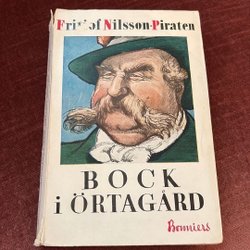 Fritiof Nilsson-Piraten
BOCK
i ÖRTAGÅRD
Bonniers